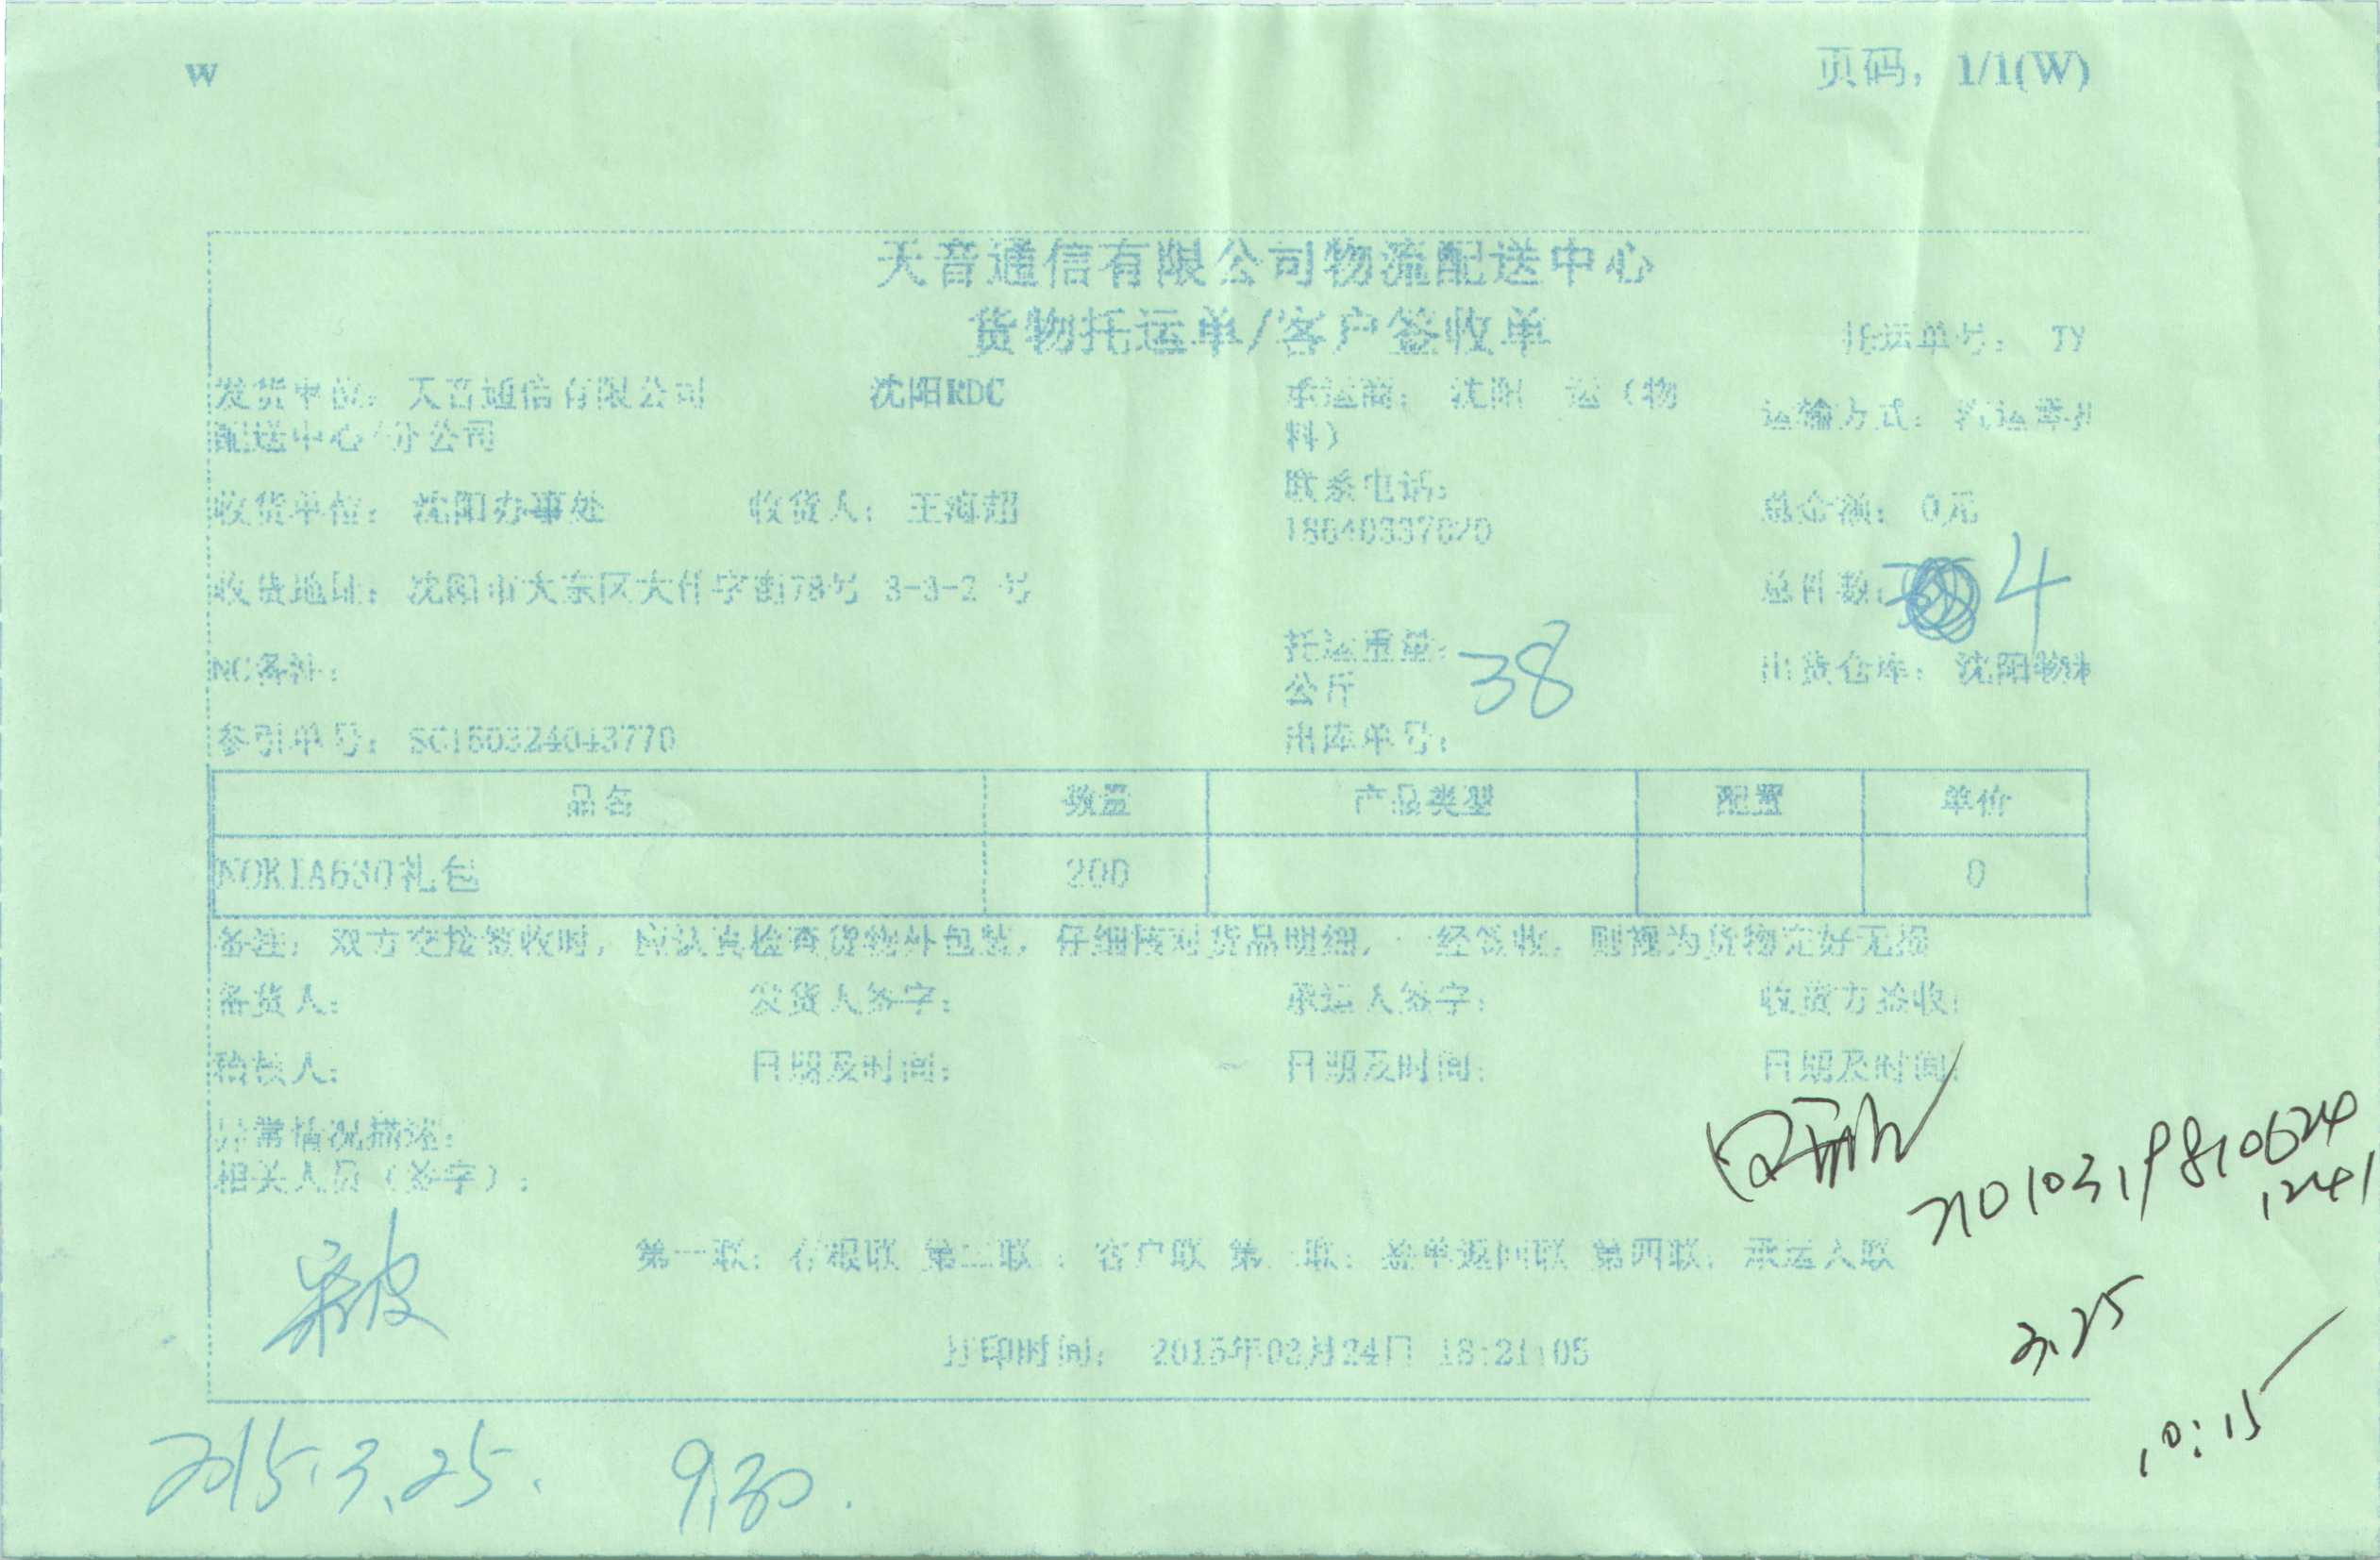 W
页码, 1/1(W)
天音通信有限公司物流配送中心
货物托运单/客户签收单
托运单号: TY
发货单位: 天音通信有限公司 沈阳RDC 承运商: 沈阳 运(物
配送中心/分公司 料) 运输方式: 汽运
收货单位: 沈阳办事处 收货人: 王海超 联系电话: 总金额: 0元
收货地址: 沈阳市大东区大什字街78号 3-3-2 号 总件数: 4
NC备注: 托运重量: 38 出货仓库: 沈阳物
公斤
参引单号: SC150324043770 出库单号:
品名 数量 产品类型 配置 单价
NOKIA630礼包 200 0
备注: 双方交接签收时, 应认真检查货物外包装, 仔细核对货品明细, 一经签收, 则视为货物完好无损
备货人: 发货人签字: 承运人签字: 收货方签收:
稽核人: 日期及时间: 日期及时间: 日期及时间:
异常情况描述:
相关人员(签字):
第一联: 存根联 第二联: 客户联 第三联: 签单返回联 第四联: 承运人联
3.25
打印时间: 2015年03月24日 18:21:05
10:15
2015.3.25. 9:30.